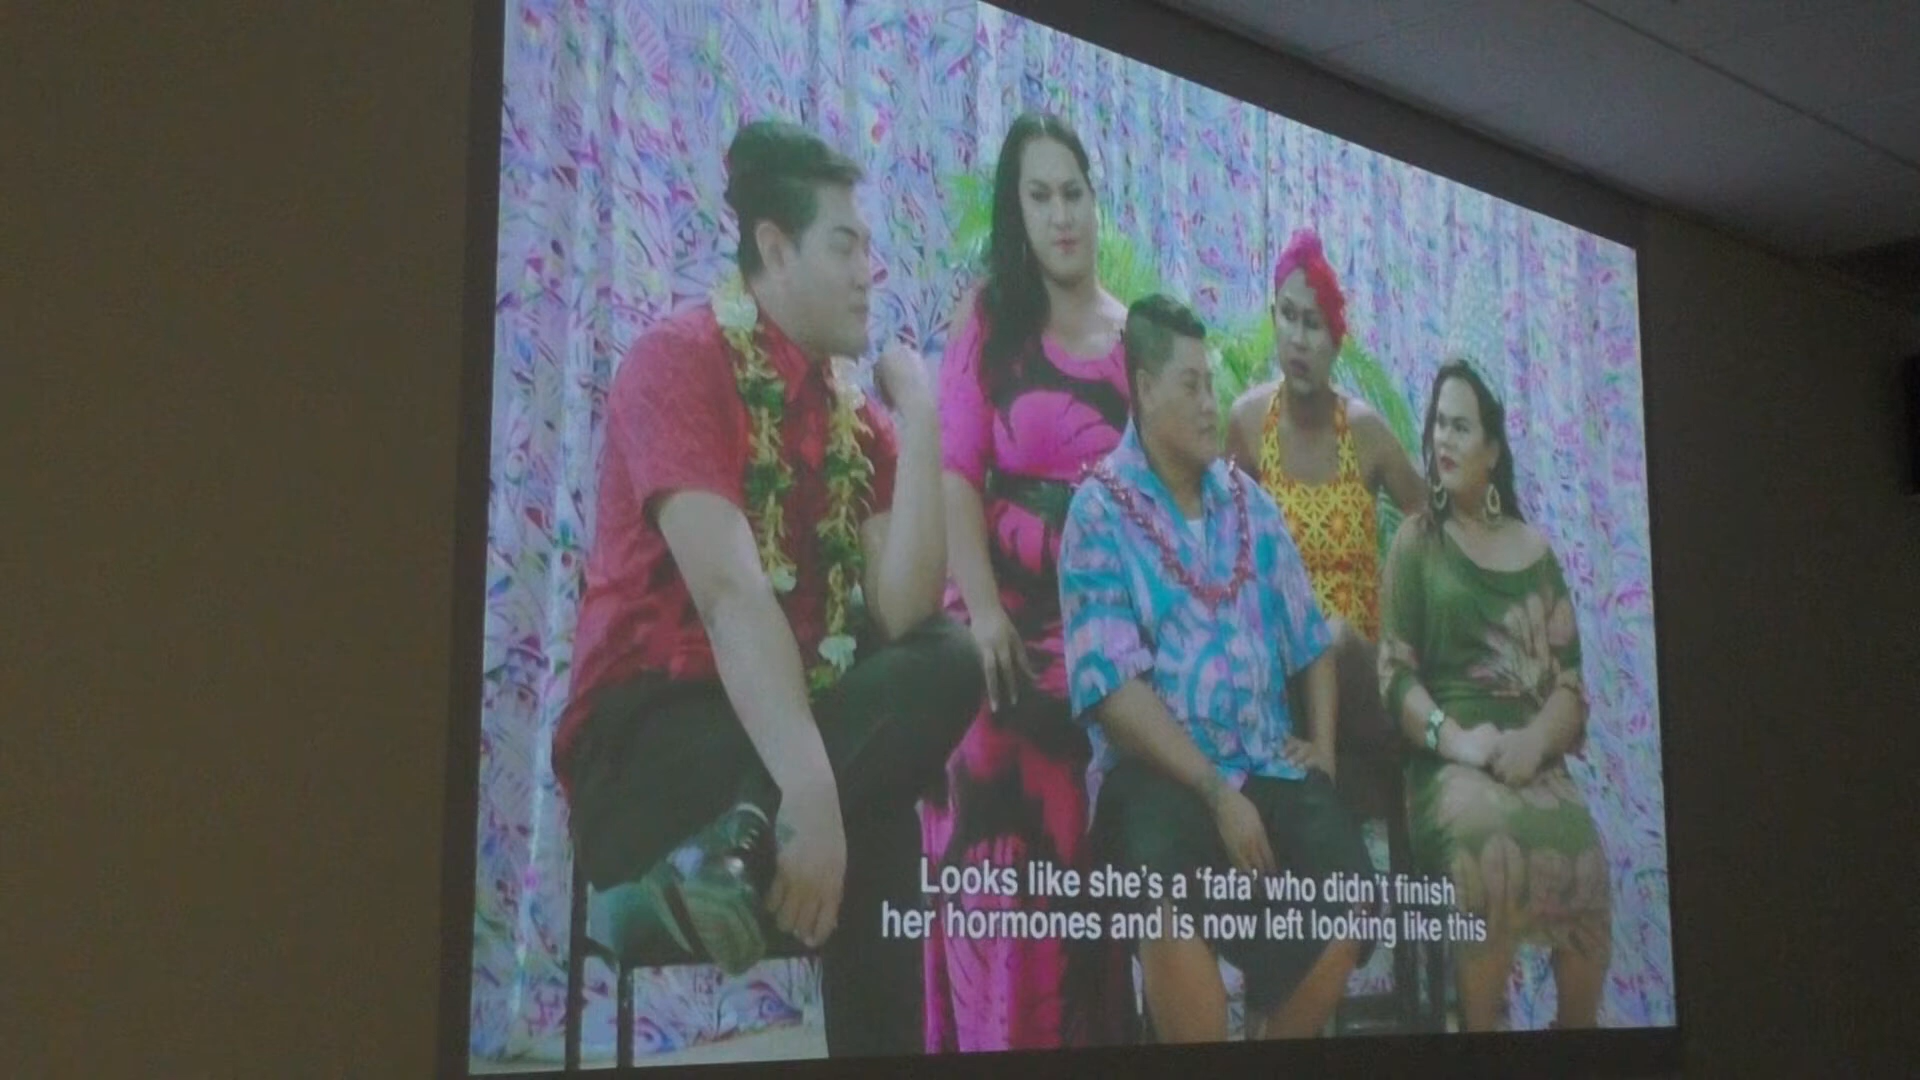 Looks like she's a 'fafa' who didn't finish
her hormones and is now left looking like this